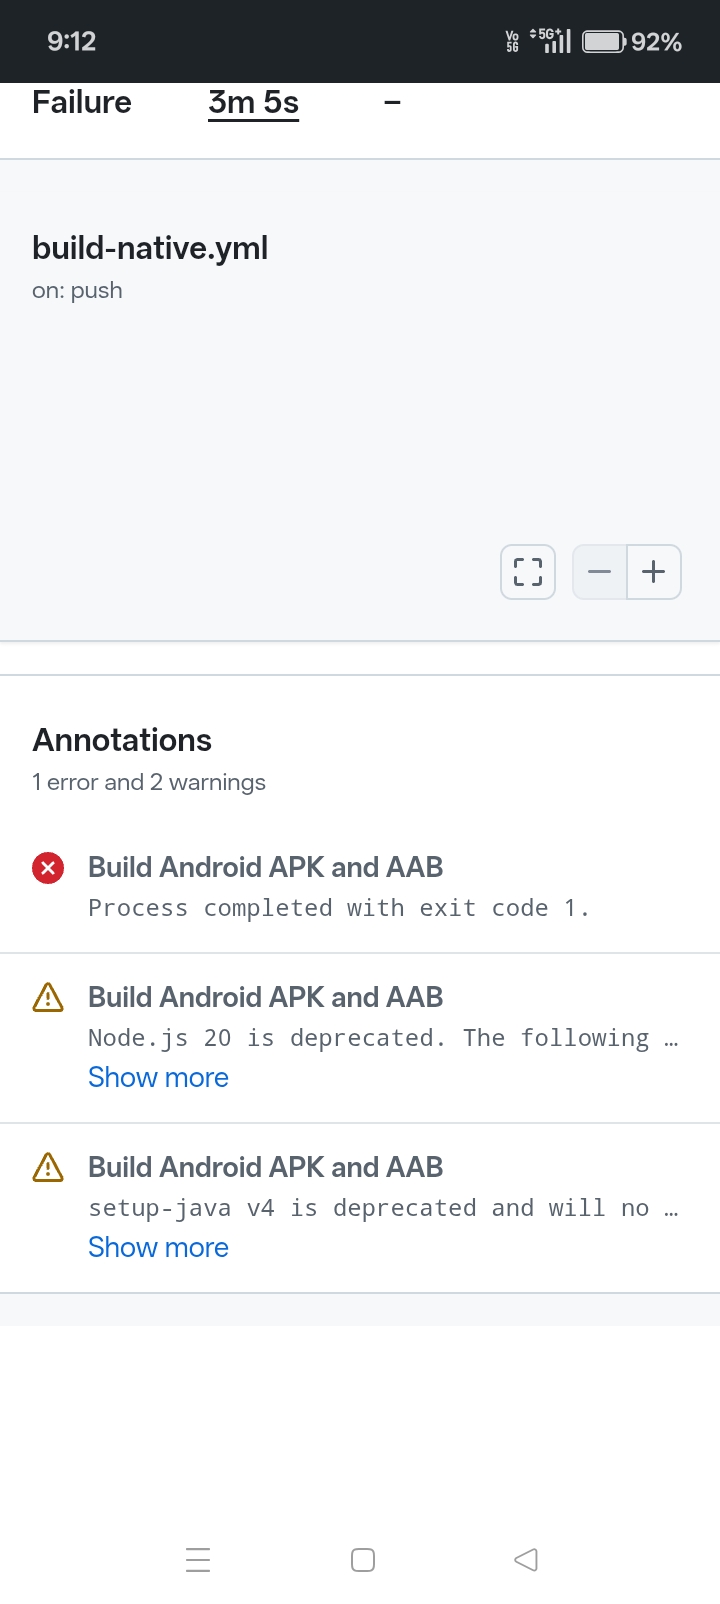 9:12
Vo 5G 5G+ 92%
Failure 3m 5s –
build-native.yml
on: push
Annotations
1 error and 2 warnings
Build Android APK and AAB
Process completed with exit code 1.
Build Android APK and AAB
Node.js 20 is deprecated. The following …
Show more
Build Android APK and AAB
setup-java v4 is deprecated and will no …
Show more